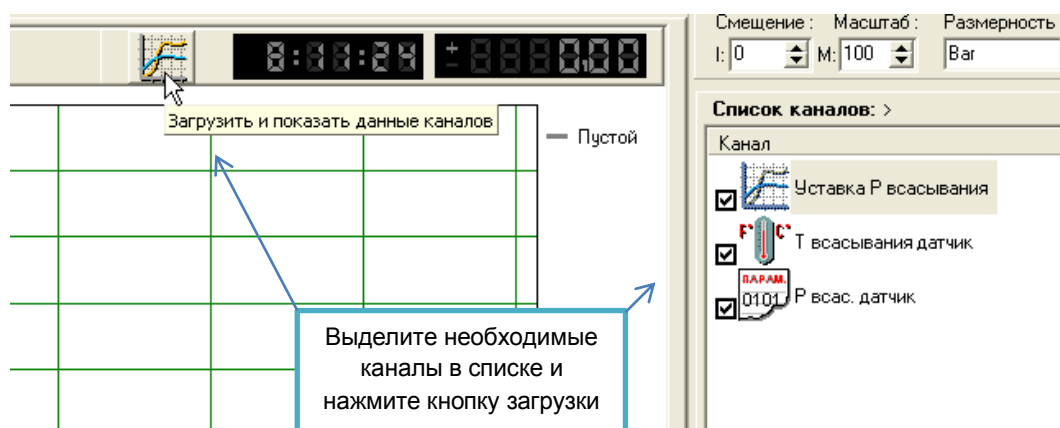 Смещение : Масштаб : Размерность
I: 0 M: 100 Bar
Загрузить и показать данные каналов
Пустой
Список каналов: >
Канал
Уставка Р всасывания
F° C° Т всасывания датчик
ПАРАМ.
0101 Р всас. датчик
Выделите необходимые
каналы в списке и
нажмите кнопку загрузки